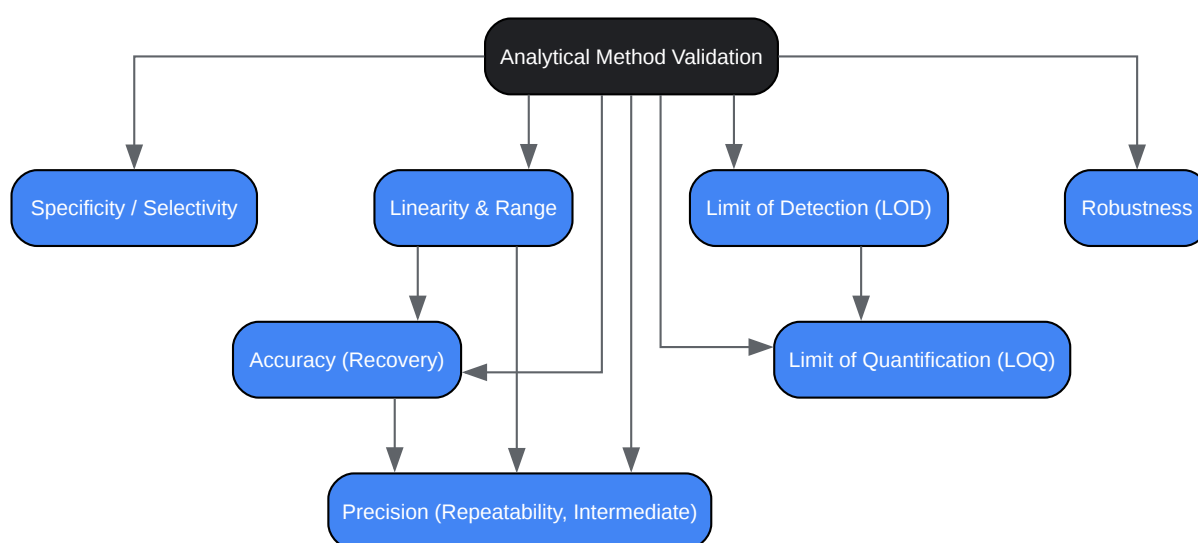 Analytical Method Validation
Specificity / Selectivity
Linearity & Range
Limit of Detection (LOD)
Robustness
Accuracy (Recovery)
Limit of Quantification (LOQ)
Precision (Repeatability, Intermediate)